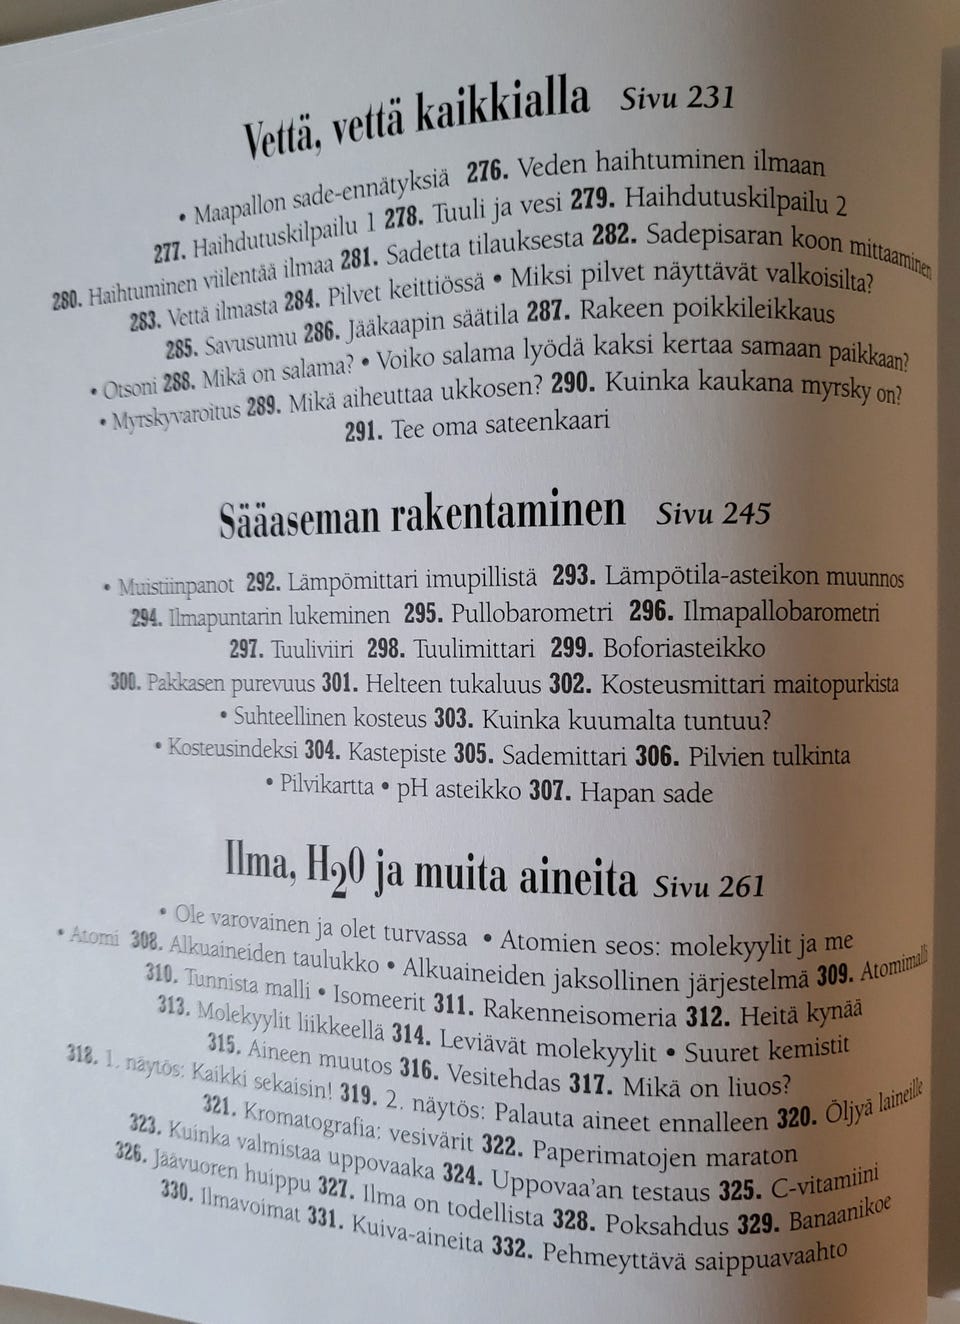 Vettä, vettä kaikkialla Sivu 231
• Maapallon sade-ennätyksiä 276. Veden haihtuminen ilmaan
277. Haihdutuskilpailu 1 278. Tuuli ja vesi 279. Haihdutuskilpailu 2
280. Haihtuminen viilentää ilmaa 281. Sadetta tilauksesta 282. Sadepisaran koon mittaaminen
283. Vettä ilmasta 284. Pilvet keittiössä • Miksi pilvet näyttävät valkoisilta?
285. Savusumu 286. Jääkaapin säätila 287. Rakeen poikkileikkaus
• Otsoni 288. Mikä on salama? • Voiko salama lyödä kaksi kertaa samaan paikkaan?
• Myrskyvaroitus 289. Mikä aiheuttaa ukkosen? 290. Kuinka kaukana myrsky on?
291. Tee oma sateenkaari
Sääaseman rakentaminen Sivu 245
• Muistiinpanot 292. Lämpömittari imupillistä 293. Lämpötila-asteikon muunnos
294. Ilmapuntarin lukeminen 295. Pullobarometri 296. Ilmapallobarometri
297. Tuuliviiri 298. Tuulimittari 299. Boforiasteikko
300. Pakkasen purevuus 301. Helteen tukaluus 302. Kosteusmittari maitopurkista
• Suhteellinen kosteus 303. Kuinka kuumalta tuntuu?
• Kosteusindeksi 304. Kastepiste 305. Sademittari 306. Pilvien tulkinta
• Pilvikartta • pH asteikko 307. Hapan sade
Ilma, H2O ja muita aineita Sivu 261
• Ole varovainen ja olet turvassa • Atomien seos: molekyylit ja me
• Atomi 308. Alkuaineiden taulukko • Alkuaineiden jaksollinen järjestelmä 309. Atomimalli
310. Tunnista malli • Isomeerit 311. Rakenneisomeria 312. Heitä kynää
313. Molekyylit liikkeellä 314. Leviävät molekyylit • Suuret kemistit
315. Aineen muutos 316. Vesitehdas 317. Mikä on liuos?
318. 1. näytös: Kaikki sekaisin! 319. 2. näytös: Palauta aineet ennalleen 320. Öljyä laineille
321. Kromatografia: vesivärit 322. Paperimatojen maraton
323. Kuinka valmistaa uppovaaka 324. Uppovaa'an testaus 325. C-vitamiini
326. Jäävuoren huippu 327. Ilma on todellista 328. Poksahdus 329. Banaanikoe
330. Ilmavoimat 331. Kuiva-aineita 332. Pehmeyttävä saippuavaahto